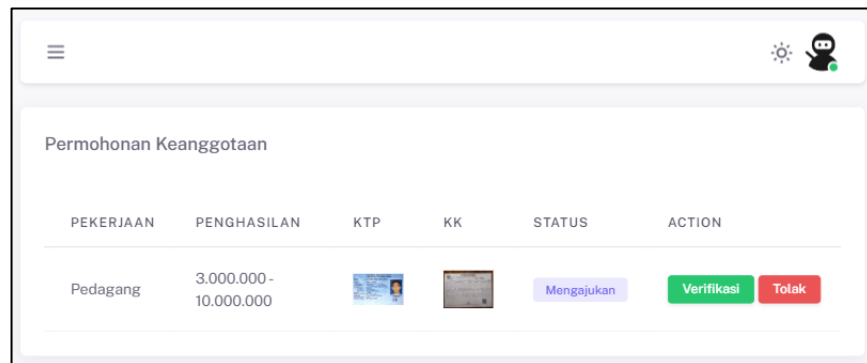 Permohonan Keanggotaan
PEKERJAAN PENGHASILAN KTP KK STATUS ACTION
Pedagang 3.000.000 - Mengajukan Verifikasi Tolak
10.000.000